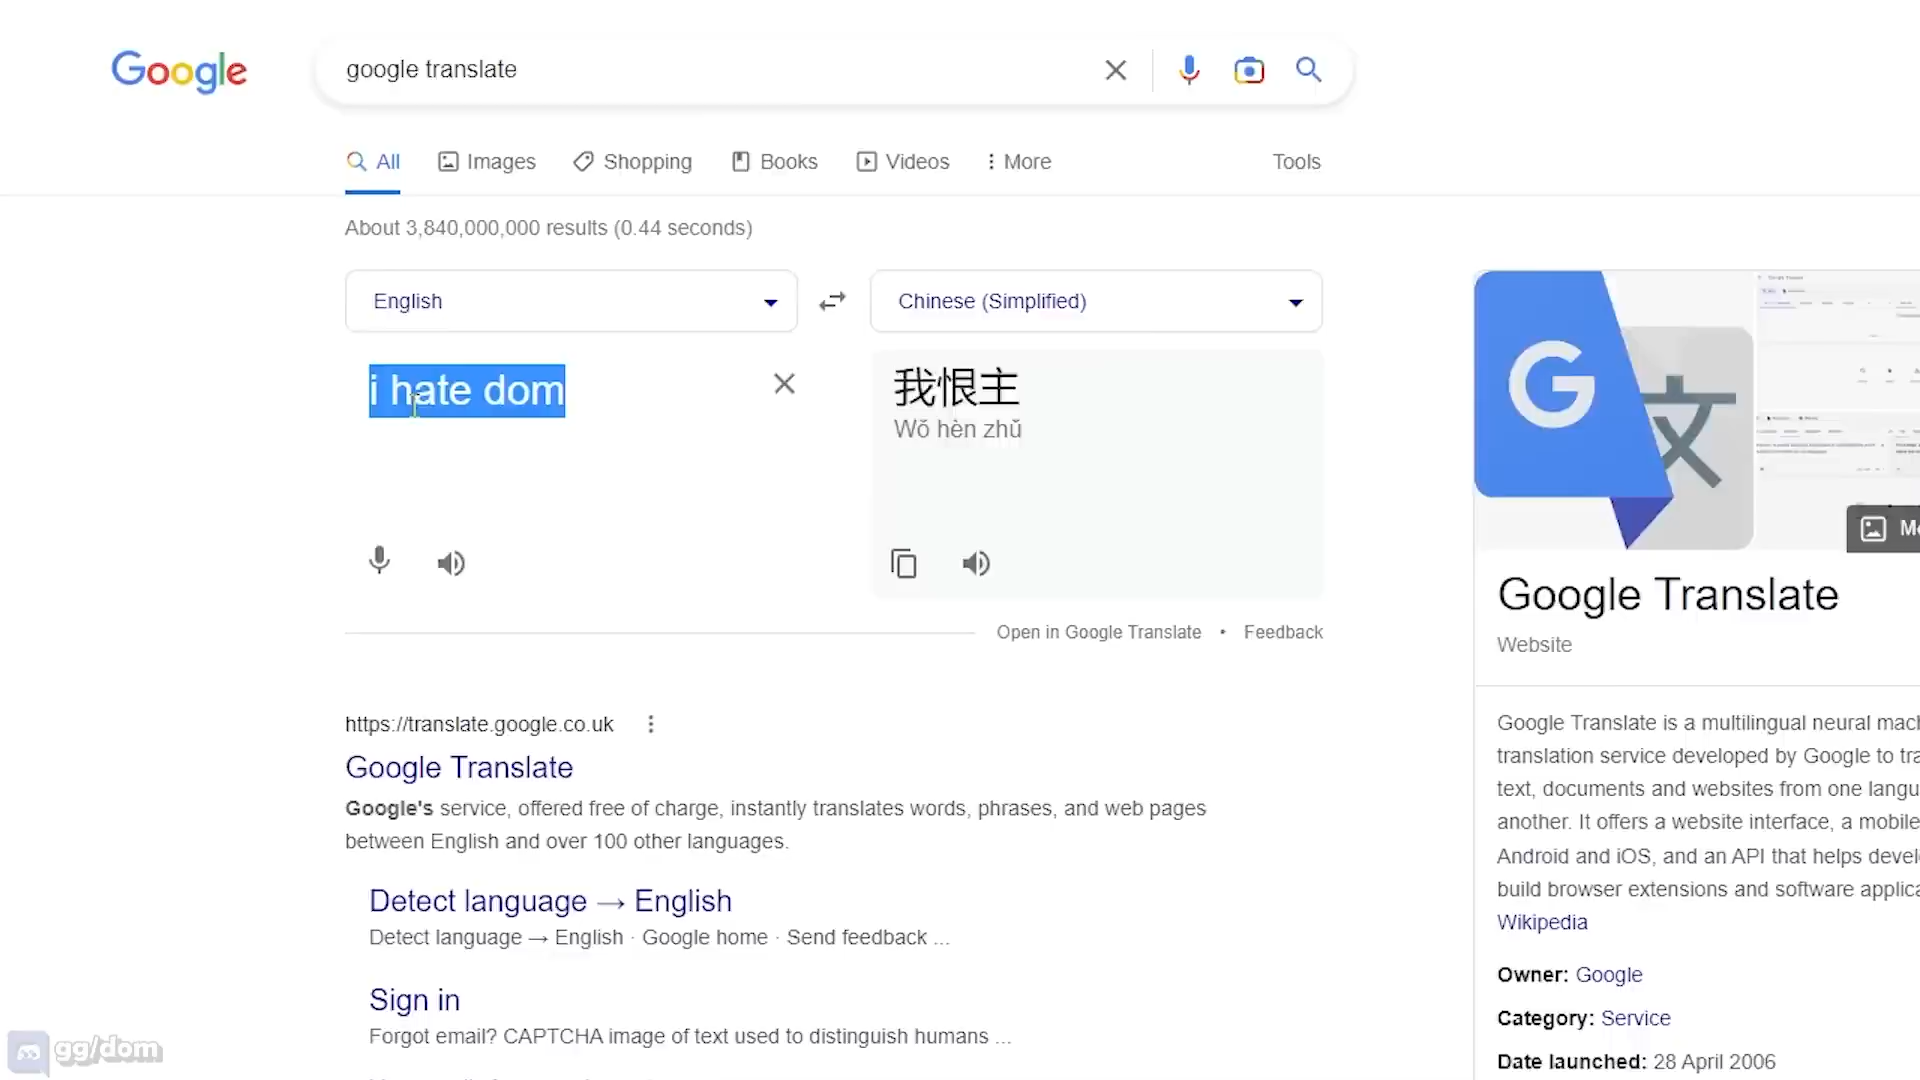 Google
google translate
All Images Shopping Books Videos More Tools
About 3,840,000,000 results (0.44 seconds)
English Chinese (Simplified)
i hate dom
我恨主
Wǒ hèn zhǔ
Open in Google Translate • Feedback
https://translate.google.co.uk
Google Translate
Google's service, offered free of charge, instantly translates words, phrases, and web pages
between English and over 100 other languages.
Detect language → English
Detect language → English · Google home · Send feedback ...
Sign in
Forgot email? CAPTCHA image of text used to distinguish humans ...
G
文
Google Translate
Website
Google Translate is a multilingual neural
translation service developed by Google to
text, documents and websites from one
another. It offers a website interface, a mobile
Android and iOS, and an API that helps
build browser extensions and software
Wikipedia
Owner: Google
Category: Service
Date launched: 28 April 2006
gg/dom